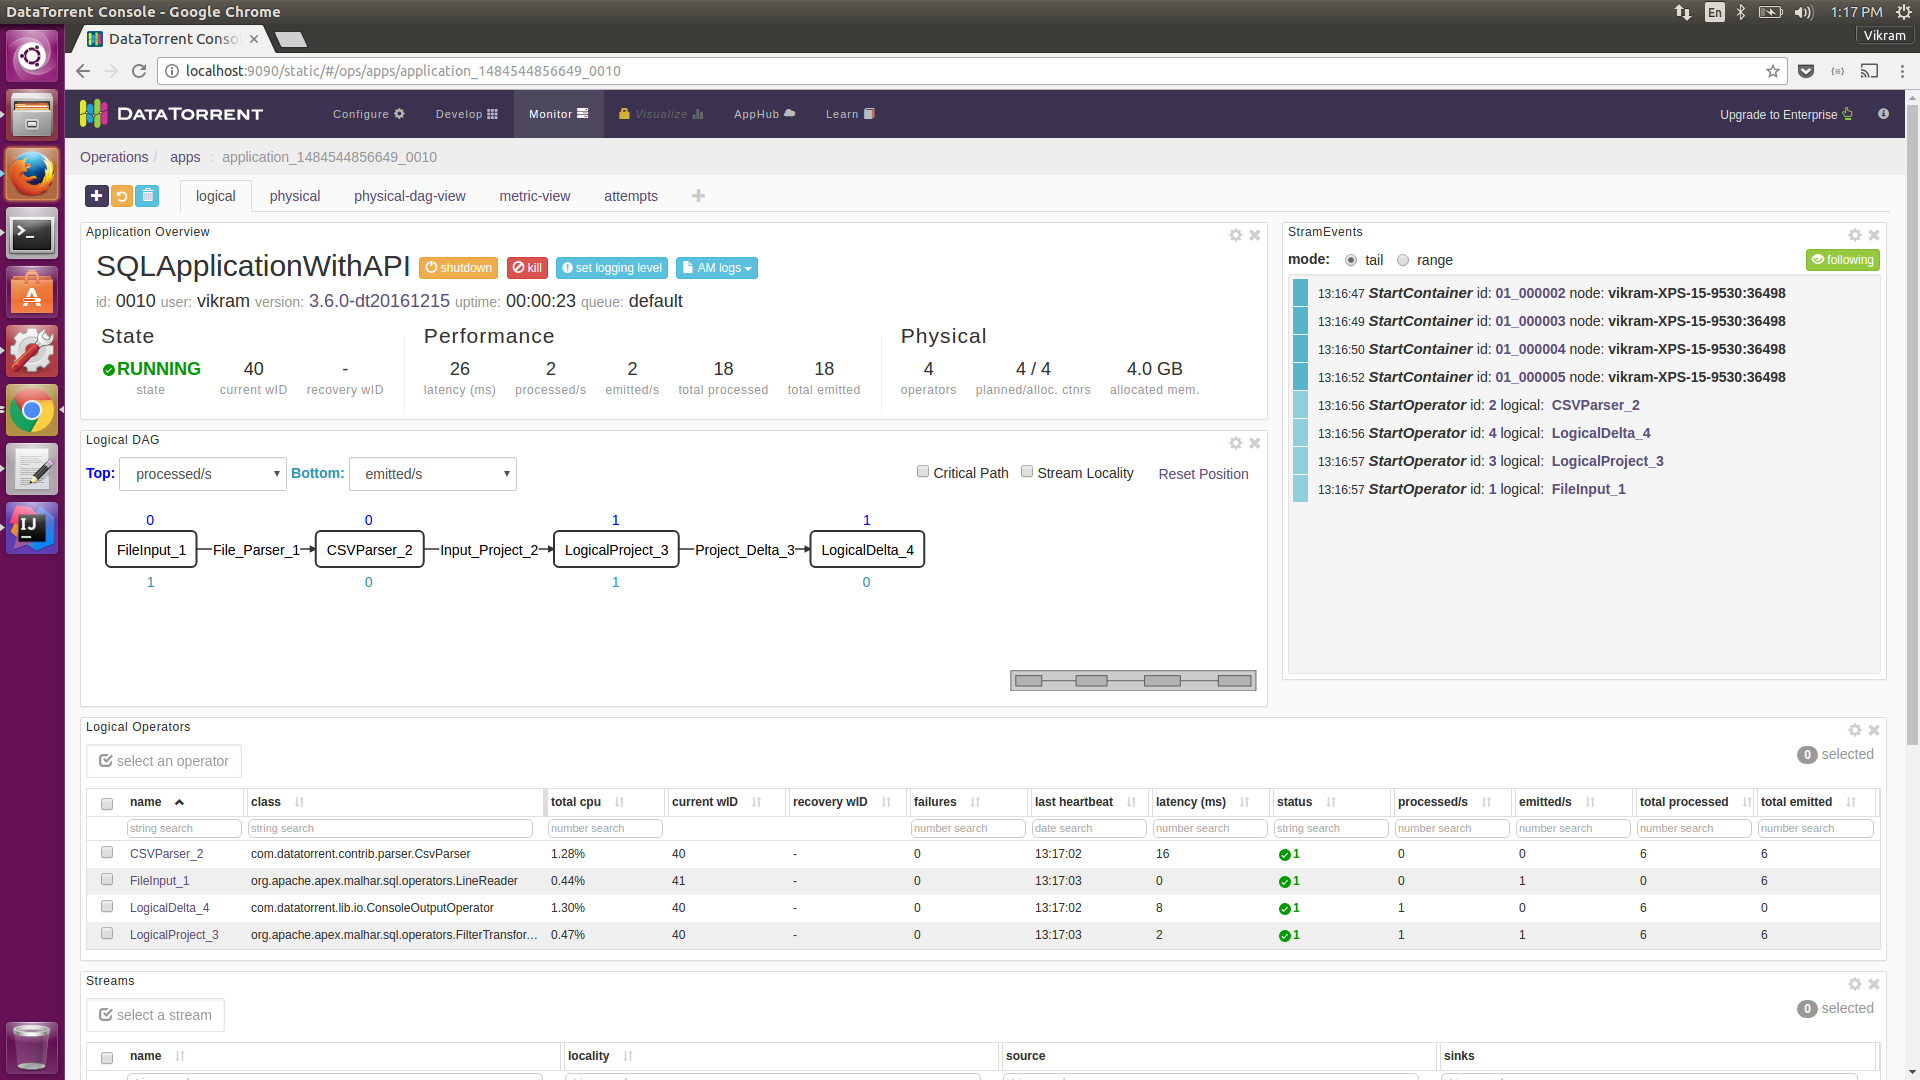 DataTorrent Console - Google Chrome
En
1:17 PM
DataTorrent Conso
Vikram
localhost:9090/static/#/ops/apps/application_1484544856649_0010
DATATORRENT
Configure
Develop
Monitor
Visualize
AppHub
Learn
Upgrade to Enterprise
Operations / apps : application_1484544856649_0010
logical
physical
physical-dag-view
metric-view
attempts
Application Overview
SQLApplicationWithAPI
shutdown
kill
set logging level
AM logs
id: 0010 user: vikram version: 3.6.0-dt20161215 uptime: 00:00:23 queue: default
State
Performance
Physical
RUNNING 40 - 26 2 2 18 18 4 4 / 4 4.0 GB
state current wID recovery wID latency (ms) processed/s emitted/s total processed total emitted operators planned/alloc. ctnrs allocated mem.
StramEvents
mode: tail range
following
13:16:47 StartContainer id: 01_000002 node: vikram-XPS-15-9530:36498
13:16:49 StartContainer id: 01_000003 node: vikram-XPS-15-9530:36498
13:16:50 StartContainer id: 01_000004 node: vikram-XPS-15-9530:36498
13:16:52 StartContainer id: 01_000005 node: vikram-XPS-15-9530:36498
13:16:56 StartOperator id: 2 logical: CSVParser_2
13:16:56 StartOperator id: 4 logical: LogicalDelta_4
13:16:57 StartOperator id: 3 logical: LogicalProject_3
13:16:57 StartOperator id: 1 logical: FileInput_1
Logical DAG
Top: processed/s Bottom: emitted/s
Critical Path Stream Locality Reset Position
0 0 1 1
FileInput_1 File_Parser_1 CSVParser_2 Input_Project_2 LogicalProject_3 Project_Delta_3 LogicalDelta_4
1 0 1 0
Logical Operators
select an operator
0 selected
name class total cpu current wID recovery wID failures last heartbeat latency (ms) status processed/s emitted/s total processed total emitted
string search string search number search number search date search number search string search number search number search number search number search
CSVParser_2 com.datatorrent.contrib.parser.CsvParser 1.28% 40 - 0 13:17:02 16 1 0 0 6 6
FileInput_1 org.apache.apex.malhar.sql.operators.LineReader 0.44% 41 - 0 13:17:03 0 1 0 1 0 6
LogicalDelta_4 com.datatorrent.lib.io.ConsoleOutputOperator 1.30% 40 - 0 13:17:02 8 1 1 0 6 0
LogicalProject_3 org.apache.apex.malhar.sql.operators.FilterTransfor... 0.47% 40 - 0 13:17:03 2 1 1 1 6 6
Streams
select a stream
0 selected
name locality source sinks